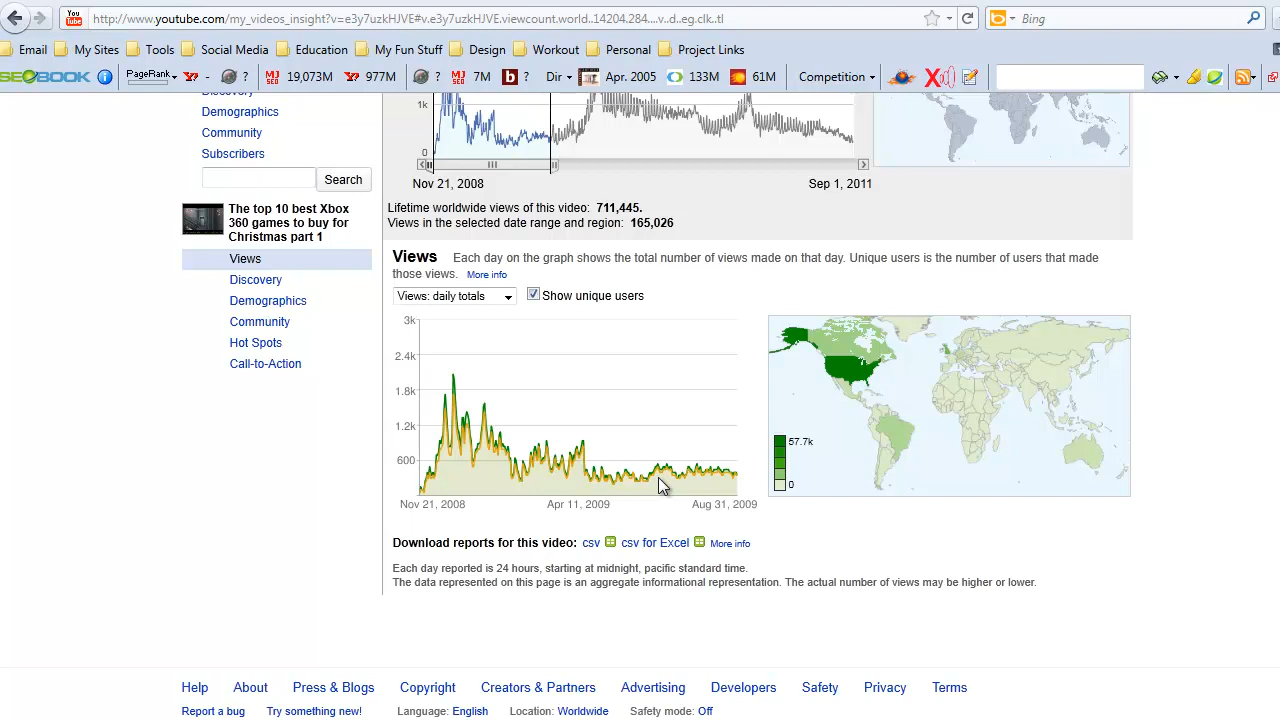 You Tube http://www.youtube.com/my_videos_insight?v=e3y7uzkHJVE#v.e3y7uzkHJVE.viewcount.world..14204.284....v..d..eg.clk..tl Bing
Email My Sites Tools Social Media Education My Fun Stuff Design Workout Personal Project Links
SEOBOOK PageRank - ? 19,073M 977M ? 7M ? Dir Apr. 2005 133M 61M Competition
Discovery
Demographics
Community
Subscribers
Search
1k
0
Nov 21, 2008 Sep 1, 2011
Lifetime worldwide views of this video: 711,445.
Views in the selected date range and region: 165,026
The top 10 best Xbox
360 games to buy for
Christmas part 1
Views
Discovery
Demographics
Community
Hot Spots
Call-to-Action
Views Each day on the graph shows the total number of views made on that day. Unique users is the number of users that made
those views. More info
Views: daily totals Show unique users
3k
2.4k
1.8k
1.2k
600
Nov 21, 2008 Apr 11, 2009 Aug 31, 2009
57.7k
0
Download reports for this video: csv csv for Excel More info
Each day reported is 24 hours, starting at midnight, pacific standard time.
The data represented on this page is an aggregate informational representation. The actual number of views may be higher or lower.
Help About Press & Blogs Copyright Creators & Partners Advertising Developers Safety Privacy Terms
Report a bug Try something new! Language: English Location: Worldwide Safety mode: Off